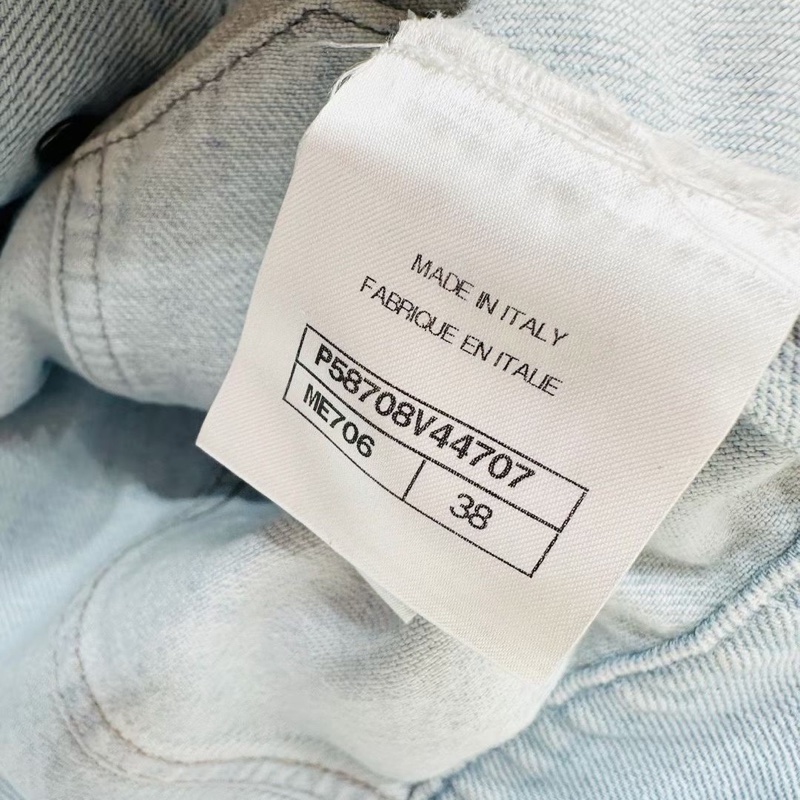 MADE IN ITALY
FABRIQUE EN ITALIE
P58708V44707
ME706
38